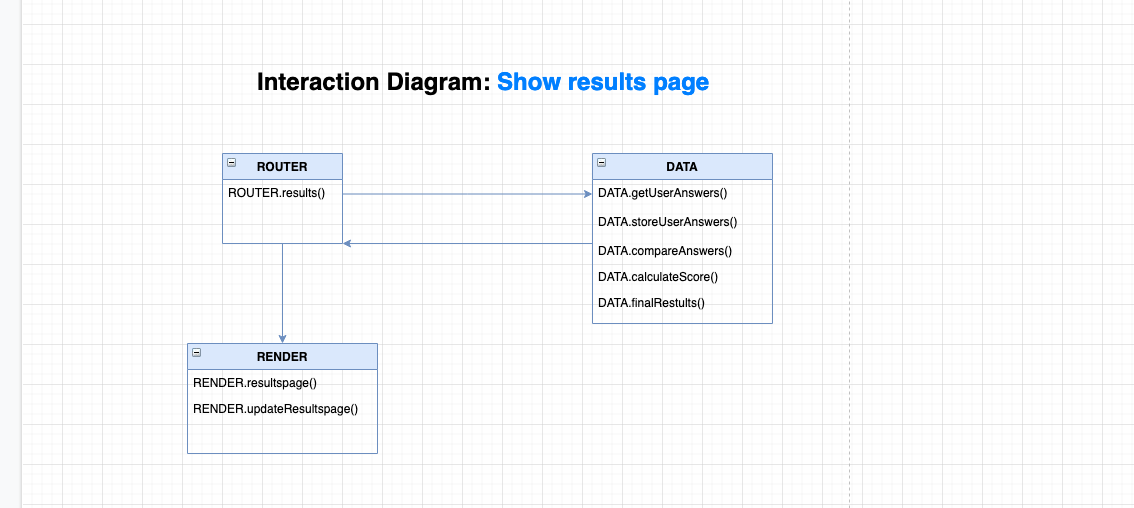 Interaction Diagram: Show results page
ROUTER
ROUTER.results()
DATA
DATA.getUserAnswers()
DATA.storeUserAnswers()
DATA.compareAnswers()
DATA.calculateScore()
DATA.finalRestults()
RENDER
RENDER.resultspage()
RENDER.updateResultspage()